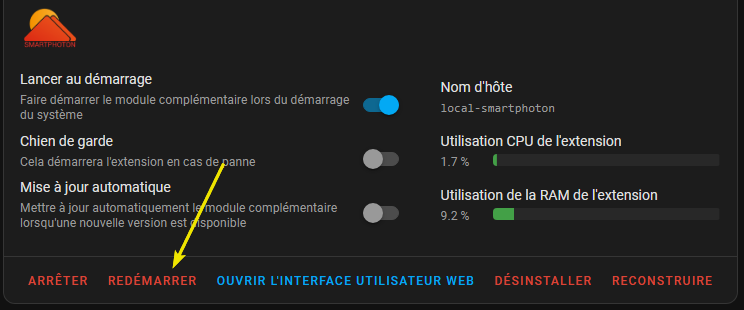 SMARTPHOTON
Lancer au démarrage
Faire démarrer le module complémentaire lors du démarrage
du système
Chien de garde
Cela démarrera l'extension en cas de panne
Mise à jour automatique
Mettre à jour automatiquement le module complémentaire
lorsqu'une nouvelle version est disponible
Nom d'hôte
local-smartphoton
Utilisation CPU de l'extension
1.7 %
Utilisation de la RAM de l'extension
9.2 %
ARRÊTER
REDÉMARRER
OUVRIR L'INTERFACE UTILISATEUR WEB
DÉSINSTALLER
RECONSTRUIRE